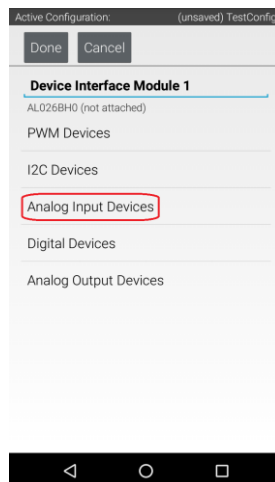 Active Configuration: (unsaved) TestConfig
Done Cancel
Device Interface Module 1
AL026BH0 (not attached)
PWM Devices
I2C Devices
Analog Input Devices
Digital Devices
Analog Output Devices